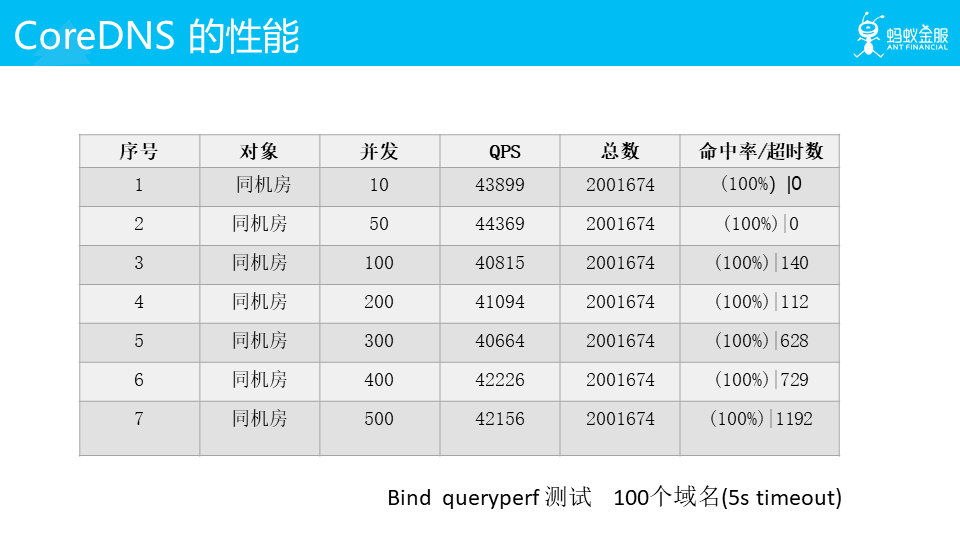 CoreDNS 的性能
蚂蚁金服
ANT FINANCIAL
序号 对象 并发 QPS 总数 命中率/超时数
1 同机房 10 43899 2001674 (100%) |0
2 同机房 50 44369 2001674 (100%)|0
3 同机房 100 40815 2001674 (100%)|140
4 同机房 200 41094 2001674 (100%)|112
5 同机房 300 40664 2001674 (100%)|628
6 同机房 400 42226 2001674 (100%)|729
7 同机房 500 42156 2001674 (100%)|1192
Bind queryperf 测试 100个域名(5s timeout)